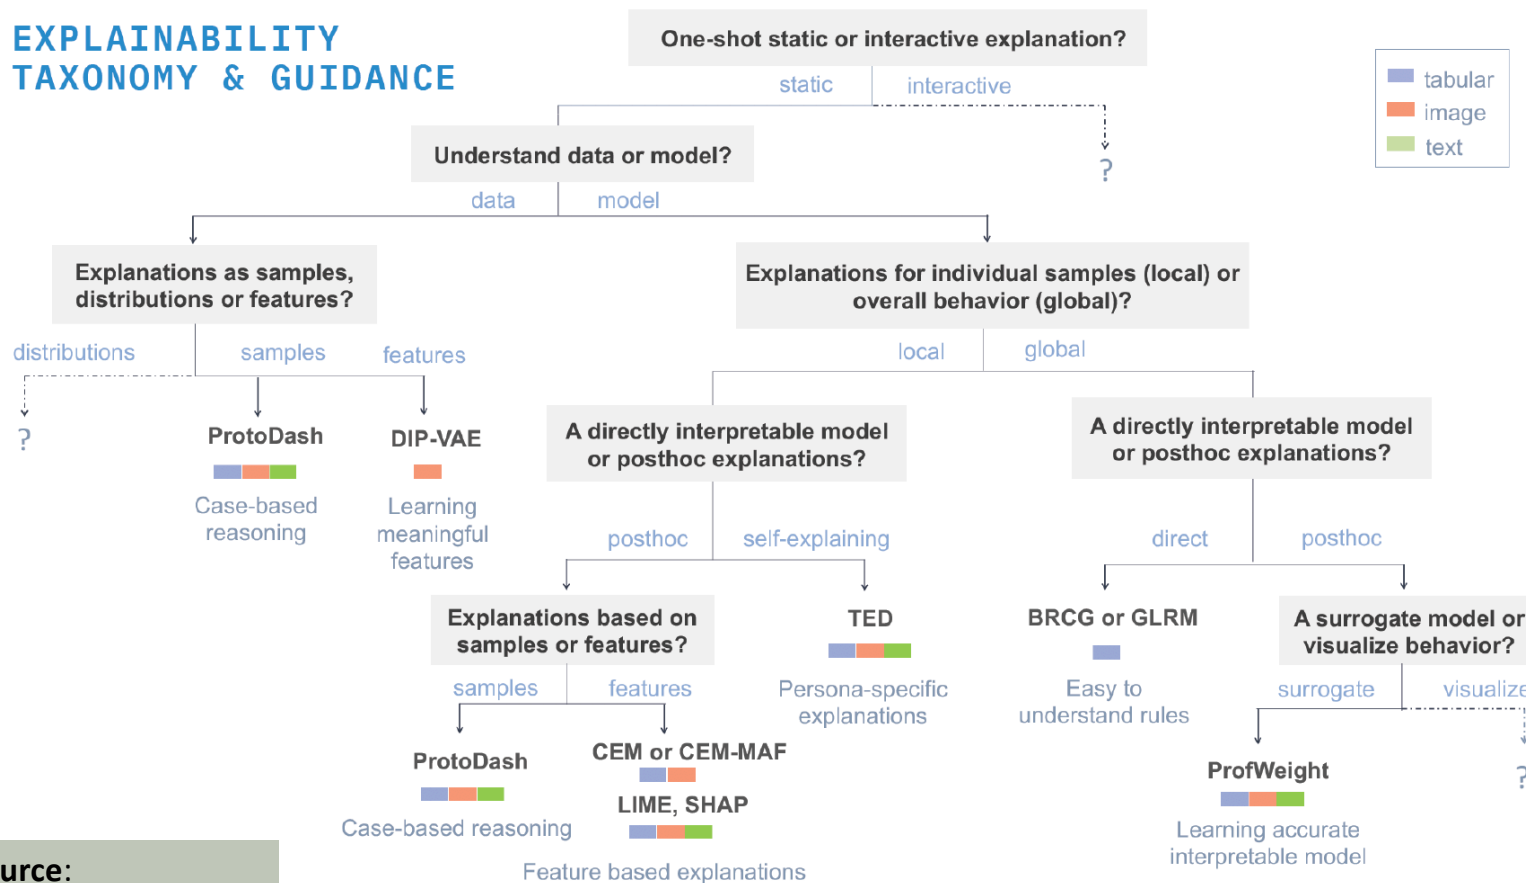 EXPLAINABILITY
TAXONOMY & GUIDANCE
One-shot static or interactive explanation?
static
interactive
tabular
image
text
Understand data or model?
?
data
model
Explanations as samples,
distributions or features?
Explanations for individual samples (local) or
overall behavior (global)?
distributions
samples
features
local
global
?
ProtoDash
Case-based
reasoning
DIP-VAE
Learning
meaningful
features
A directly interpretable model
or posthoc explanations?
A directly interpretable model
or posthoc explanations?
posthoc
self-explaining
direct
posthoc
Explanations based on
samples or features?
TED
Persona-specific
explanations
BRCG or GLRM
Easy to
understand rules
A surrogate model or
visualize behavior?
samples
features
surrogate
visualize
ProtoDash
Case-based reasoning
CEM or CEM-MAF
LIME, SHAP
Feature based explanations
ProfWeight
Learning accurate
interpretable model
?
urce: